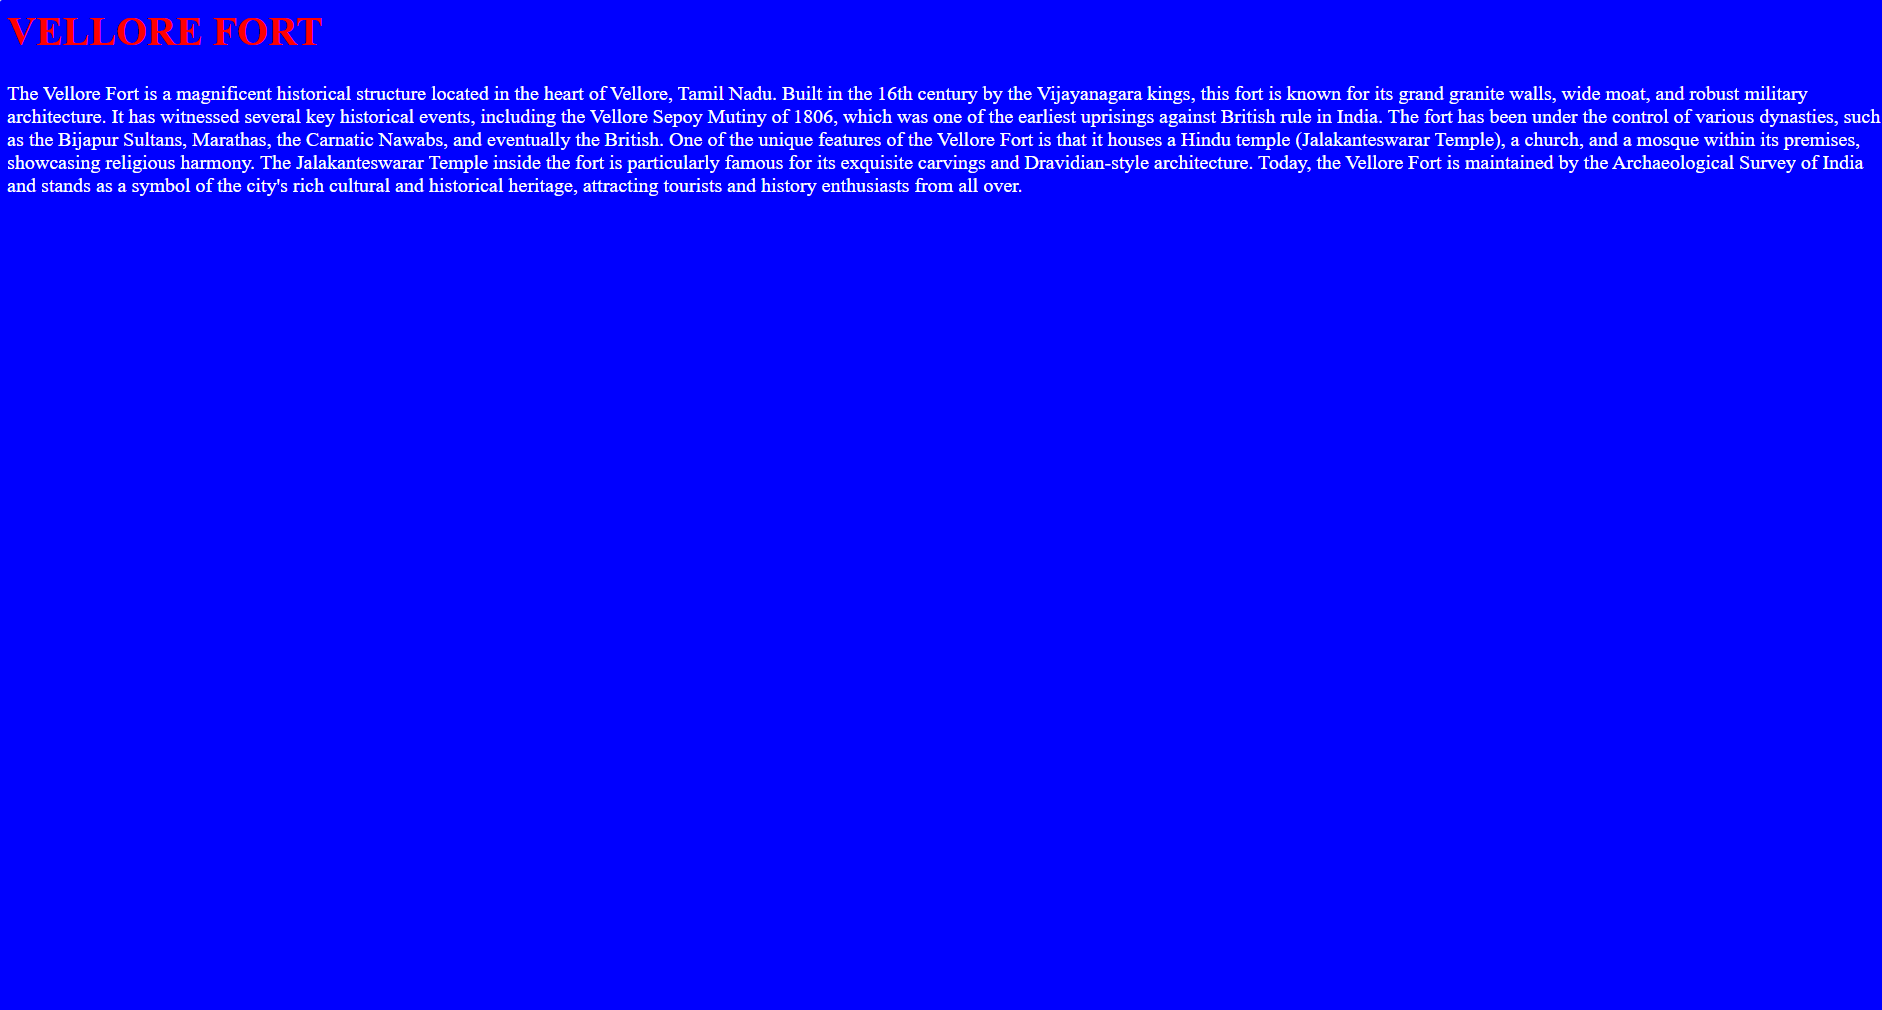 VELLORE FORT
The Vellore Fort is a magnificent historical structure located in the heart of Vellore, Tamil Nadu. Built in the 16th century by the Vijayanagara kings, this fort is known for its grand granite walls, wide moat, and robust military
architecture. It has witnessed several key historical events, including the Vellore Sepoy Mutiny of 1806, which was one of the earliest uprisings against British rule in India. The fort has been under the control of various dynasties, such
as the Bijapur Sultans, Marathas, the Carnatic Nawabs, and eventually the British. One of the unique features of the Vellore Fort is that it houses a Hindu temple (Jalakanteswarar Temple), a church, and a mosque within its premises,
showcasing religious harmony. The Jalakanteswarar Temple inside the fort is particularly famous for its exquisite carvings and Dravidian-style architecture. Today, the Vellore Fort is maintained by the Archaeological Survey of India
and stands as a symbol of the city's rich cultural and historical heritage, attracting tourists and history enthusiasts from all over.